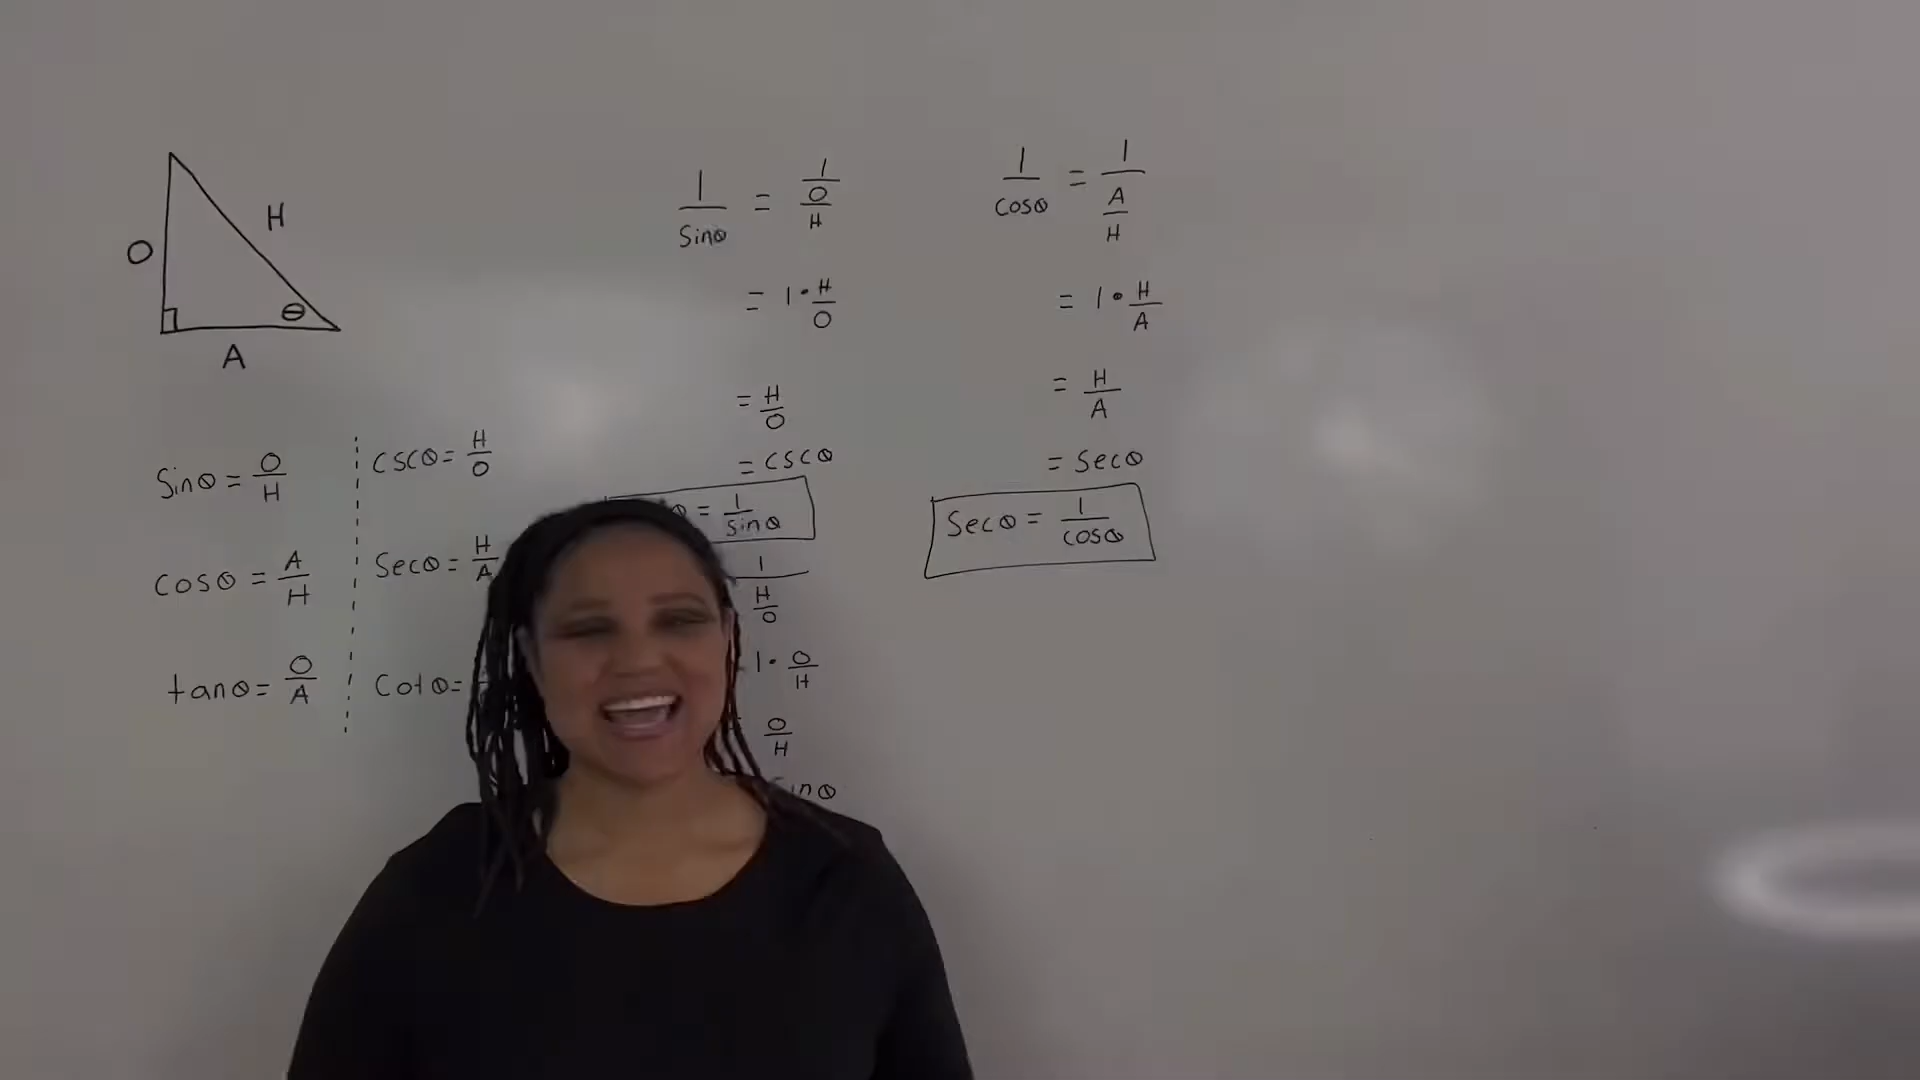 O
H
θ
A
Sinθ = O/H
Cosθ = A/H
tanθ = O/A
Cscθ = H/O
Secθ = H/A
Cotθ =
1/Sinθ = 1/(O/H)
= 1 · H/O
= H/O
= Cscθ
θ = 1/Sinθ
1/(H/O)
1 · O/H
= O/H
inθ
1/Cosθ = 1/(A/H)
= 1 · H/A
= H/A
= Secθ
Secθ = 1/Cosθ